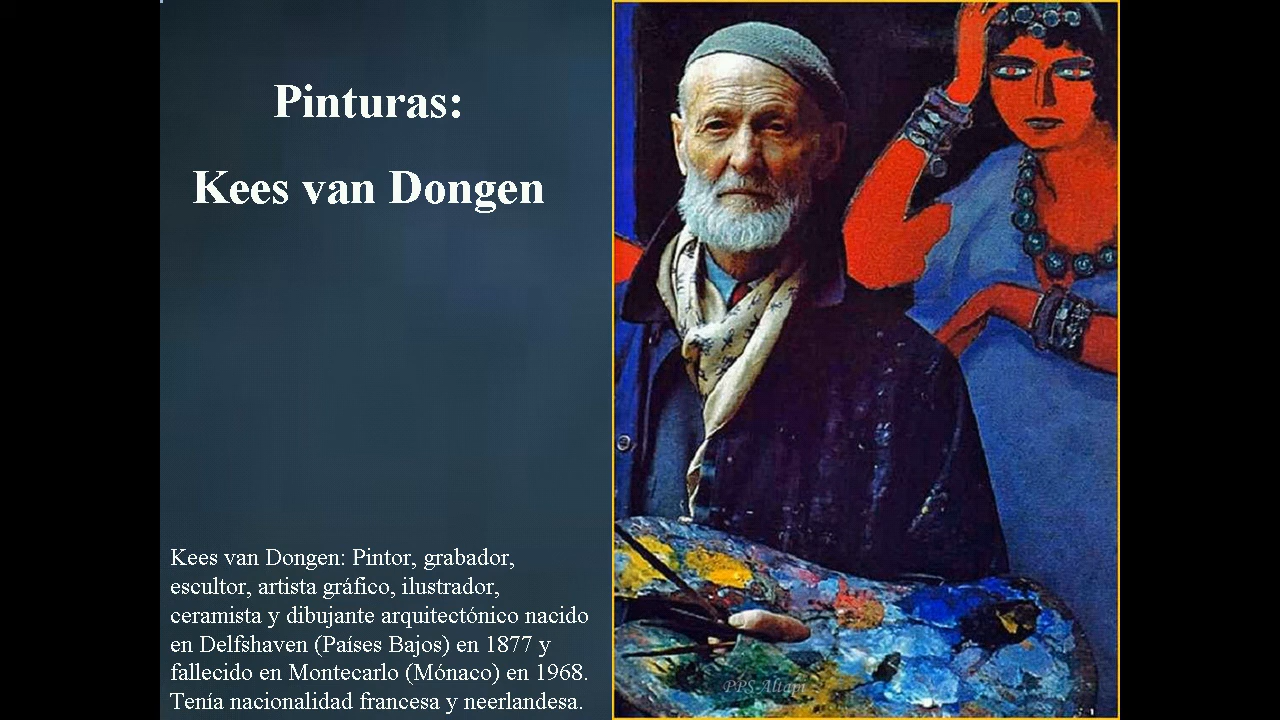 Pinturas:
Kees van Dongen
Kees van Dongen: Pintor, grabador,
escultor, artista gráfico, ilustrador,
ceramista y dibujante arquitectónico nacido
en Delfshaven (Países Bajos) en 1877 y
fallecido en Montecarlo (Mónaco) en 1968.
Tenía nacionalidad francesa y neerlandesa.
PPS-Altapi